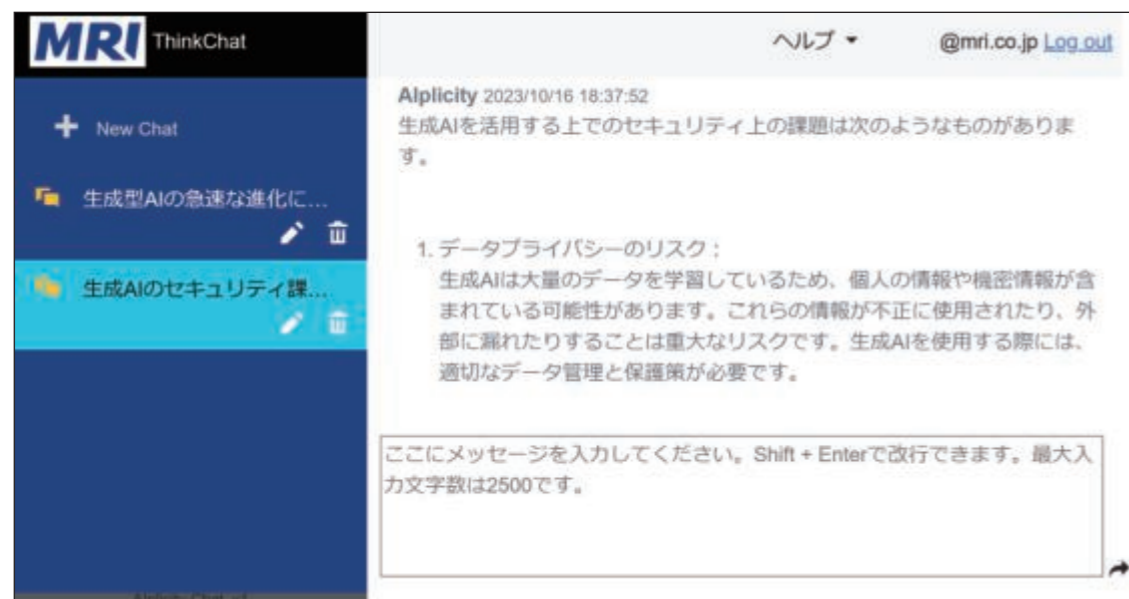 MRI ThinkChat
ヘルプ
@mri.co.jp Log out
New Chat
生成型AIの急速な進化に...
生成AIのセキュリティ課...
AIplicity 2023/10/16 18:37:52
生成AIを活用する上でのセキュリティ上の課題は次のようなものがありま
す。
1. データプライバシーのリスク：
生成AIは大量のデータを学習しているため、個人の情報や機密情報が含
まれている可能性があります。これらの情報が不正に使用されたり、外
部に漏れたりすることは重大なリスクです。生成AIを使用する際には、
適切なデータ管理と保護策が必要です。
ここにメッセージを入力してください。Shift + Enterで改行できます。最大入
力文字数は2500です。